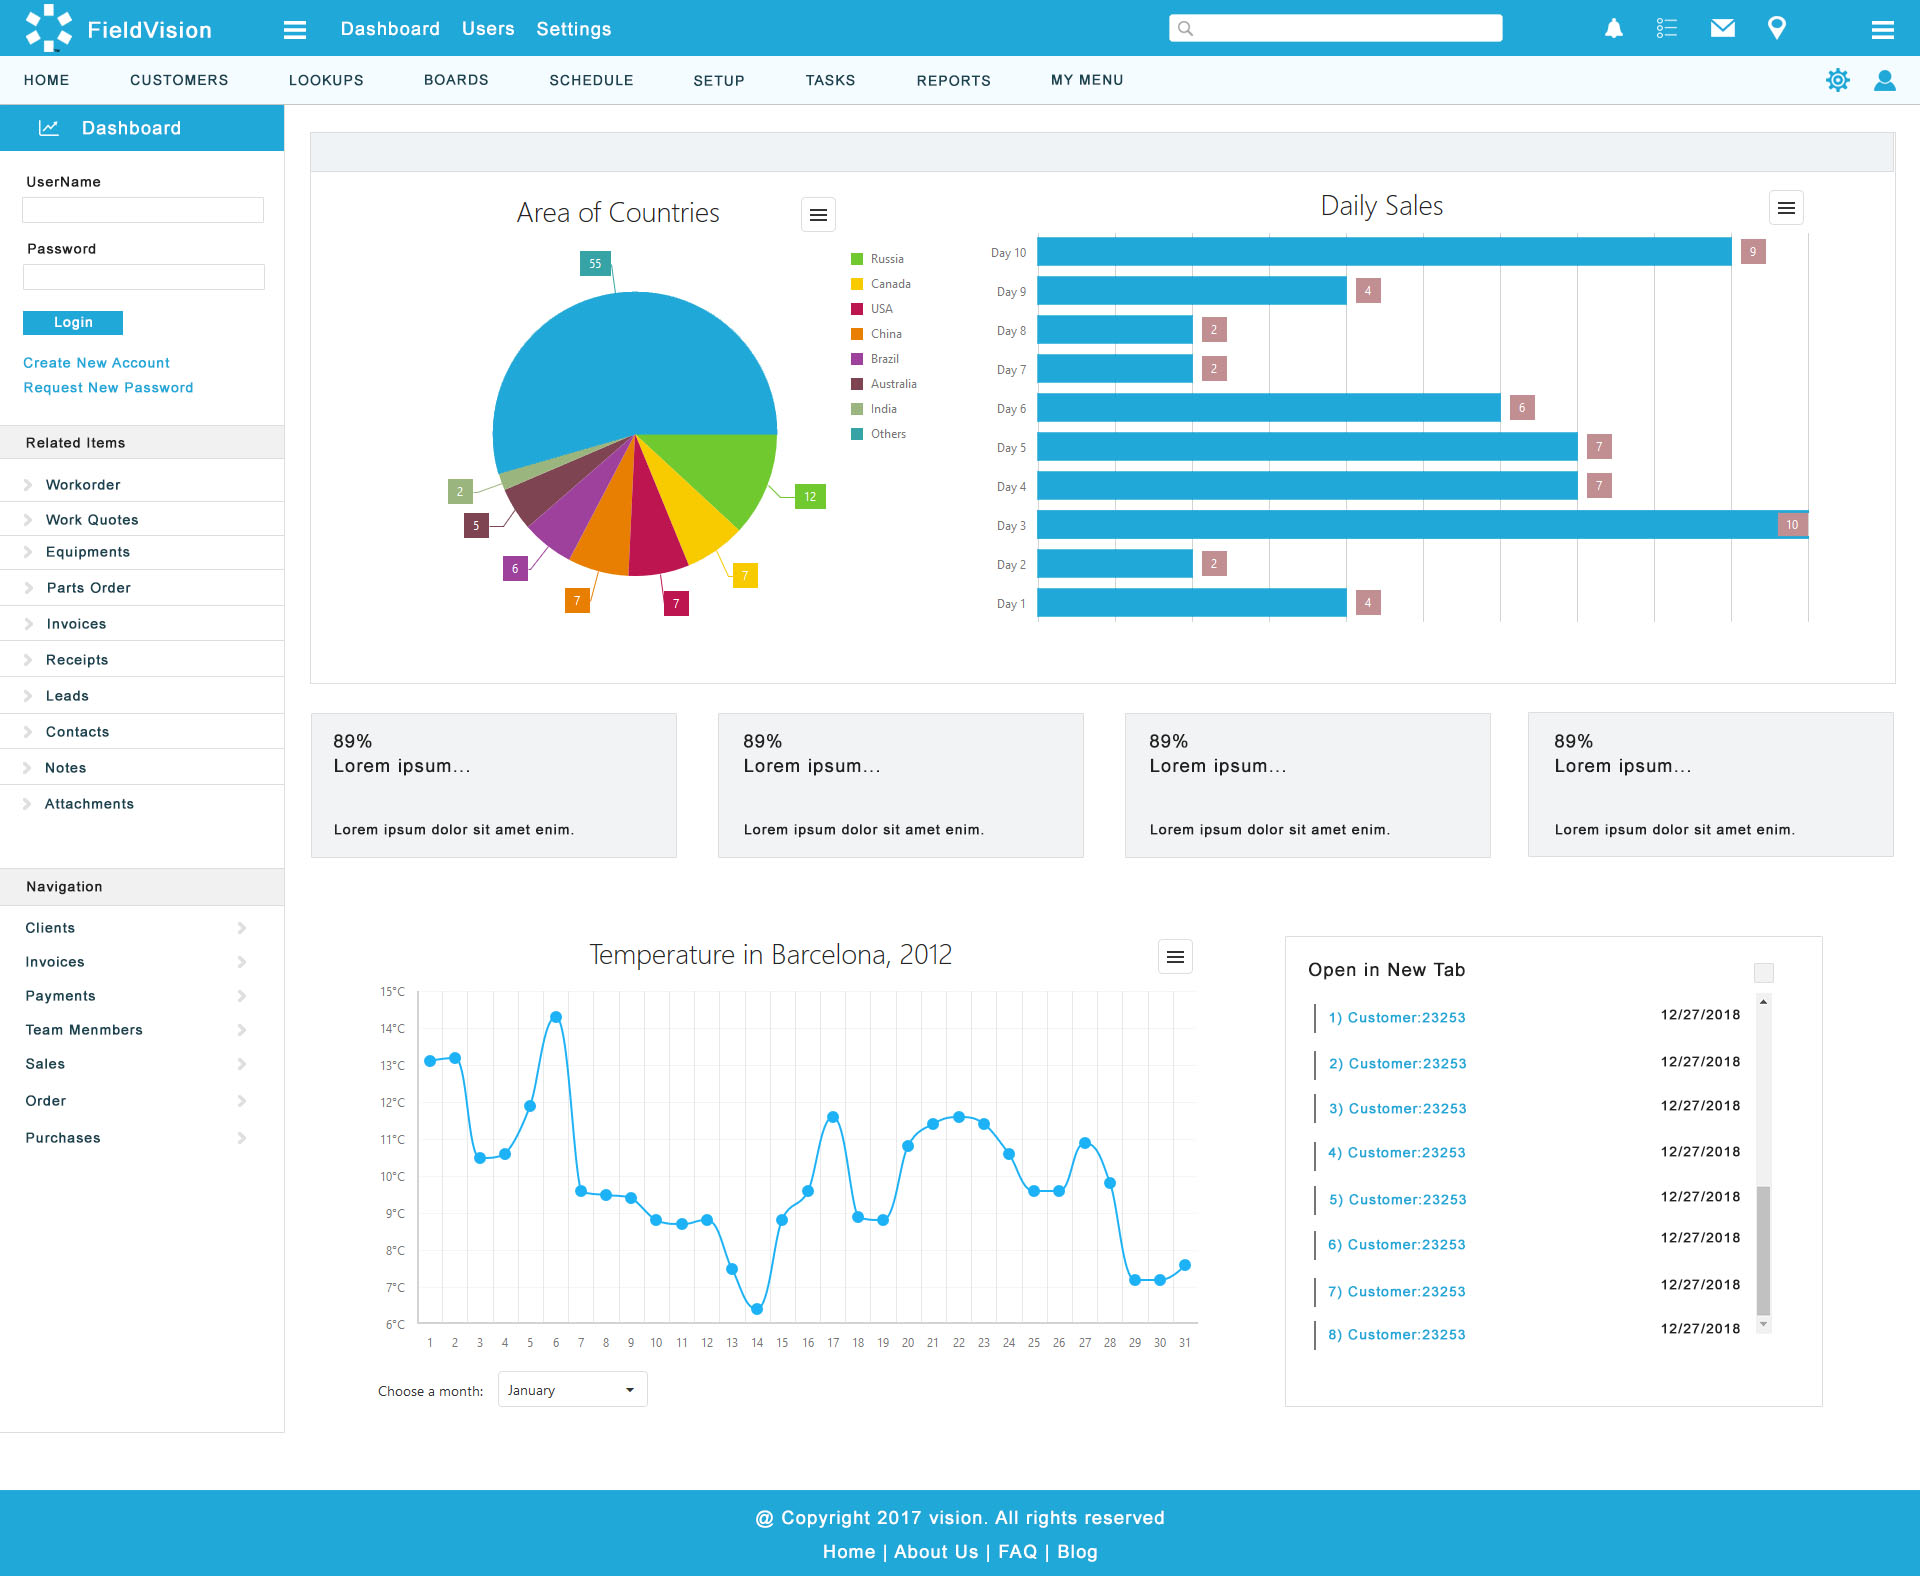 FieldVision
Dashboard Users Settings
HOME CUSTOMERS LOOKUPS BOARDS SCHEDULE SETUP TASKS REPORTS MY MENU
Dashboard
UserName
Password
Login
Create New Account
Request New Password
Related Items
Workorder
Work Quotes
Equipments
Parts Order
Invoices
Receipts
Leads
Contacts
Notes
Attachments
Navigation
Clients
Invoices
Payments
Team Menmbers
Sales
Order
Purchases
Area of Countries
55
12
7
7
7
6
5
2
Russia
Canada
USA
China
Brazil
Australia
India
Others
Daily Sales
Day 10 9
Day 9 4
Day 8 2
Day 7 2
Day 6 6
Day 5 7
Day 4 7
Day 3 10
Day 2 2
Day 1 4
89%
Lorem ipsum...
Lorem ipsum dolor sit amet enim.
89%
Lorem ipsum...
Lorem ipsum dolor sit amet enim.
89%
Lorem ipsum...
Lorem ipsum dolor sit amet enim.
89%
Lorem ipsum...
Lorem ipsum dolor sit amet enim.
Temperature in Barcelona, 2012
15°C
14°C
13°C
12°C
11°C
10°C
9°C
8°C
7°C
6°C
1 2 3 4 5 6 7 8 9 10 11 12 13 14 15 16 17 18 19 20 21 22 23 24 25 26 27 28 29 30 31
Choose a month: January
Open in New Tab
1) Customer:23253 12/27/2018
2) Customer:23253 12/27/2018
3) Customer:23253 12/27/2018
4) Customer:23253 12/27/2018
5) Customer:23253 12/27/2018
6) Customer:23253 12/27/2018
7) Customer:23253 12/27/2018
8) Customer:23253 12/27/2018
@ Copyright 2017 vision. All rights reserved
Home | About Us | FAQ | Blog